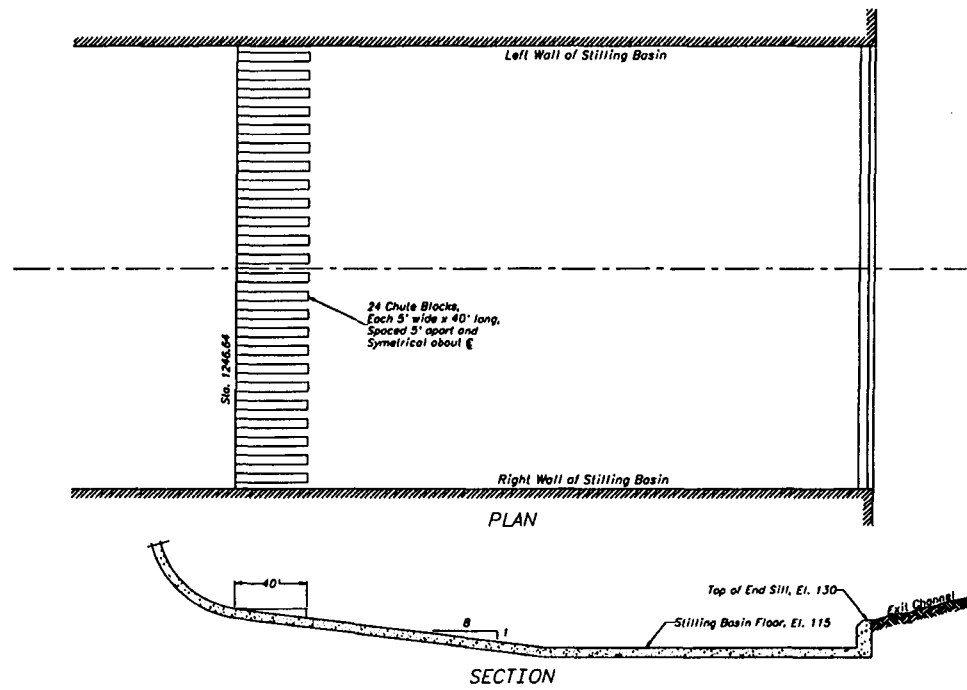 Left Wall of Stilling Basin
24 Chute Blocks,
Each 5' wide x 40' long,
Spaced 5' apart and
Symetrical about ℄
Sta. 1246.64
Right Wall of Stilling Basin
PLAN
40'
Top of End Sill, El. 130
Exit Channel
8
1
Stilling Basin Floor, El. 115
SECTION